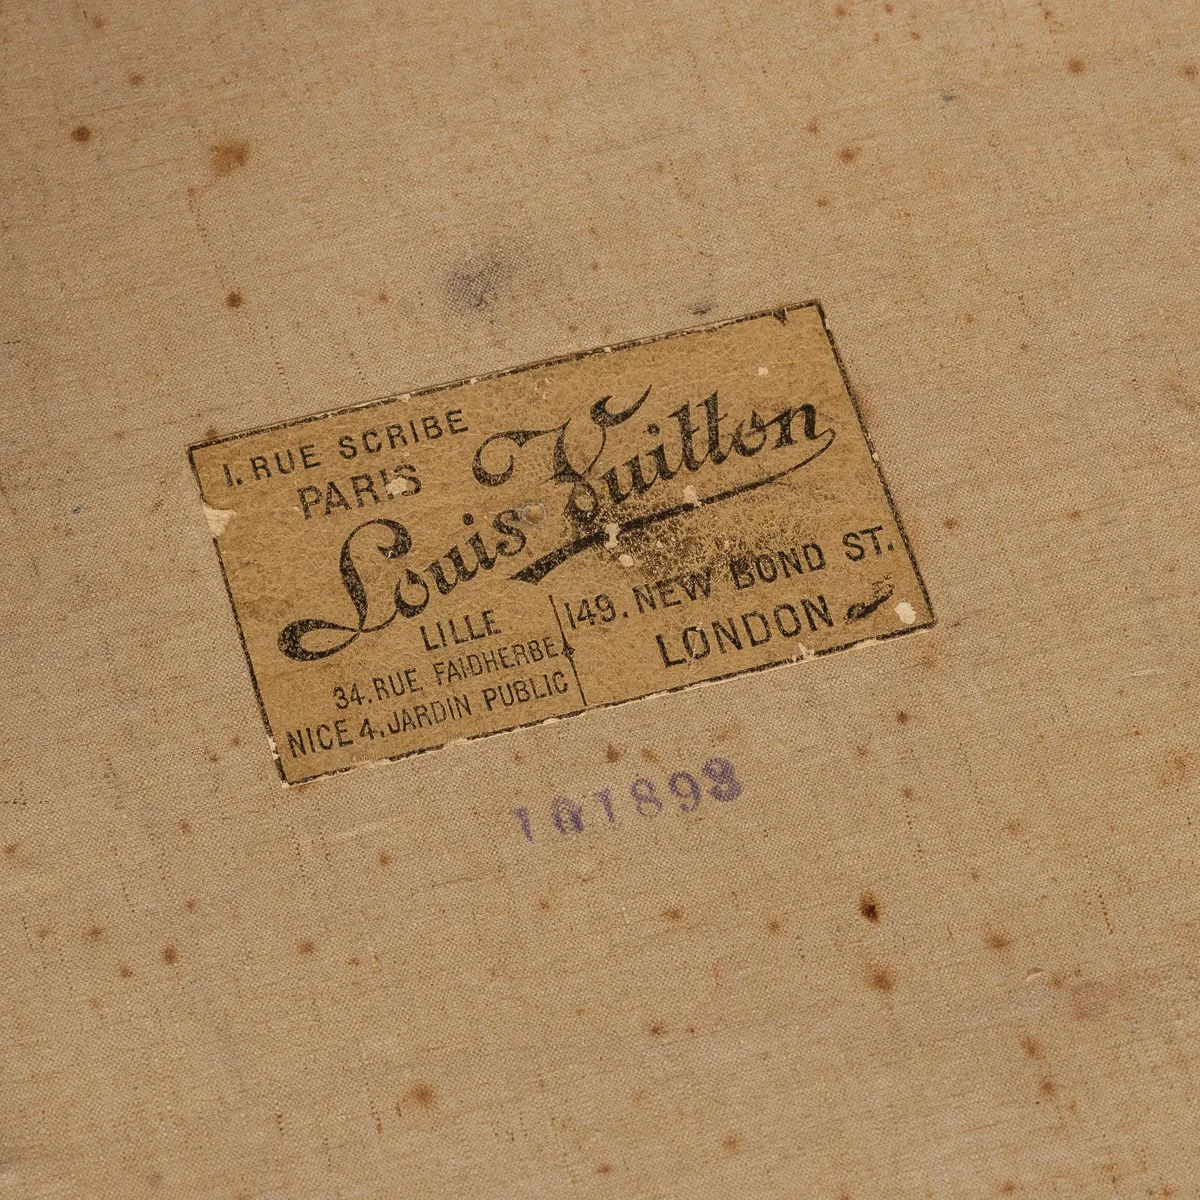 1. RUE SCRIBE
PARIS
Louis Vuitton
LILLE
34. RUE FAIDHERBE
NICE 4. JARDIN PUBLIC
149. NEW BOND ST.
LONDON